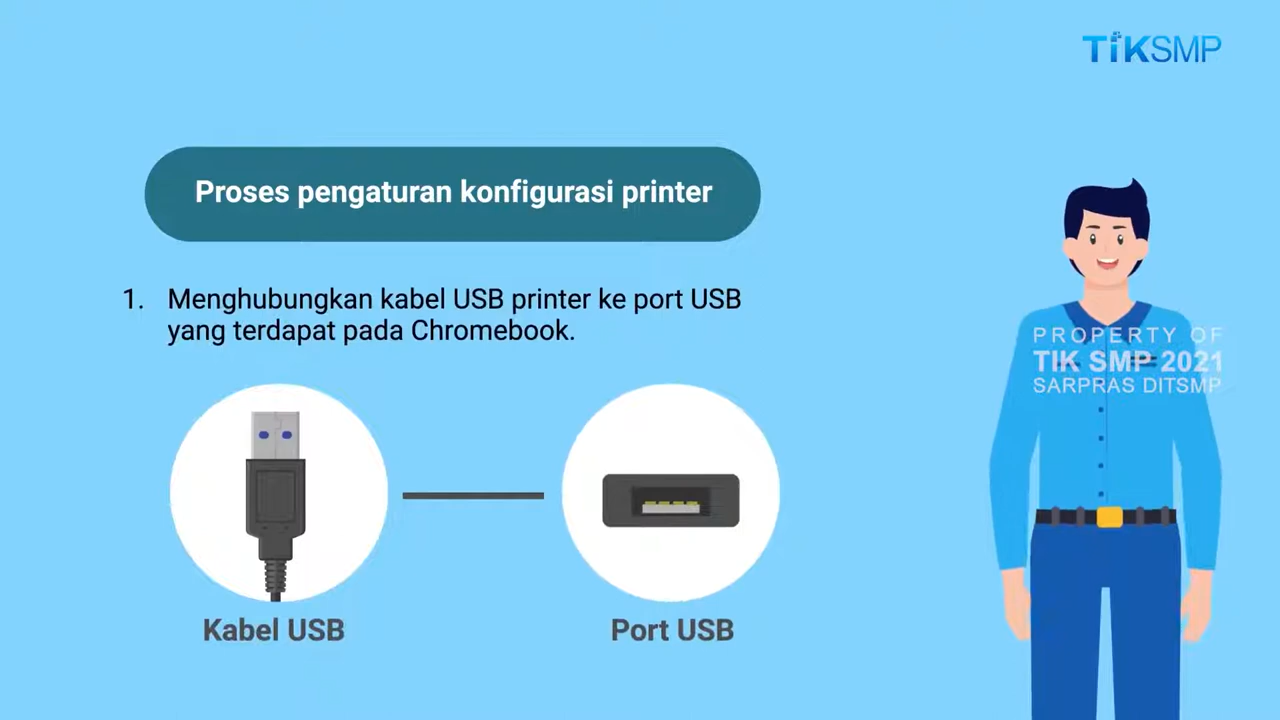 TiKSMP
Proses pengaturan konfigurasi printer
1. Menghubungkan kabel USB printer ke port USB
yang terdapat pada Chromebook.
PROPERTY OF
TIK SMP 2021
SARPRAS DITSMP
Kabel USB
Port USB